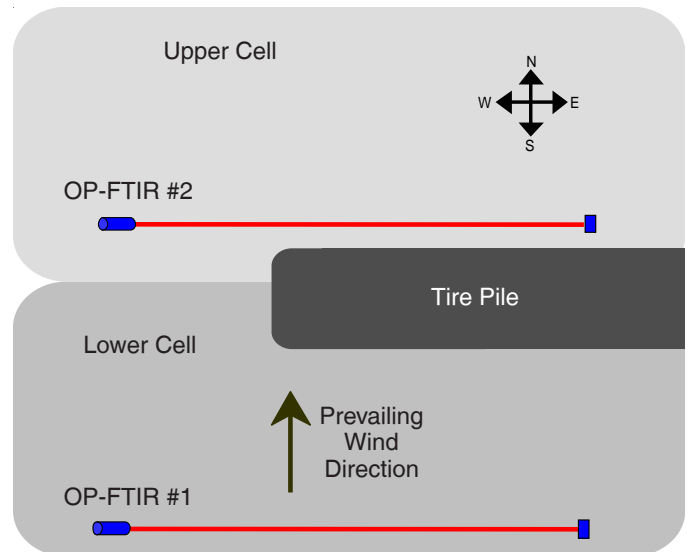 Upper Cell
N
W
E
S
OP-FTIR #2
Tire Pile
Lower Cell
Prevailing
Wind
Direction
OP-FTIR #1